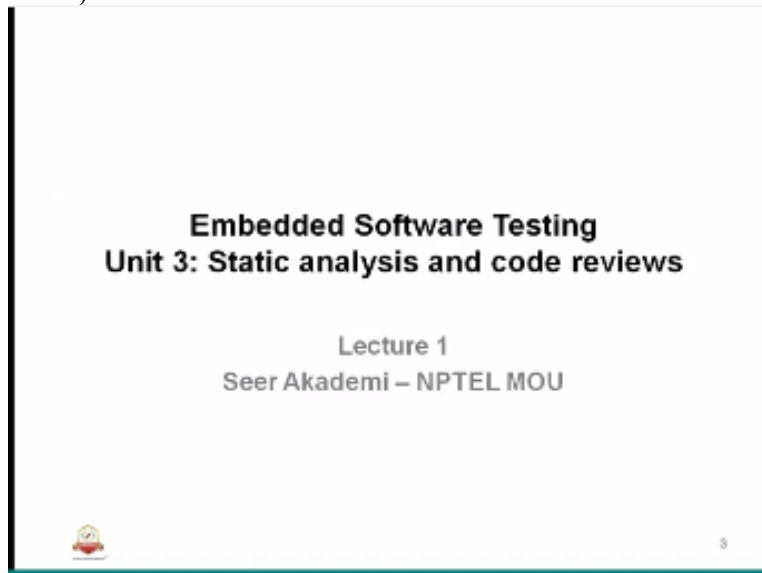 Embedded Software Testing
Unit 3: Static analysis and code reviews
Lecture 1
Seer Akademi – NPTEL MOU
3